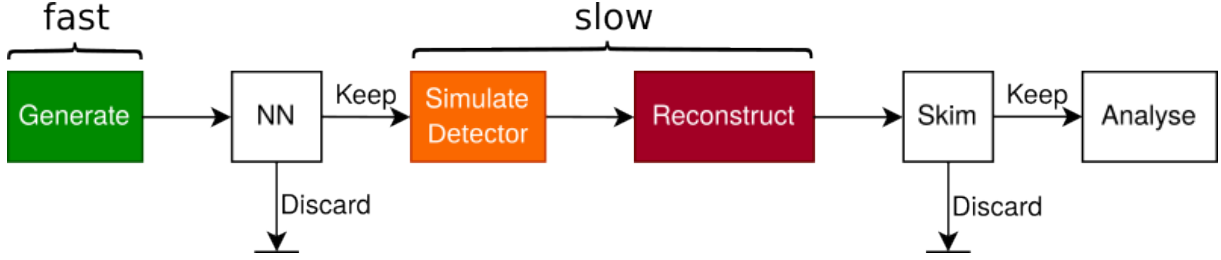 fast
slow
Generate
NN
Keep
Simulate
Detector
Reconstruct
Skim
Keep
Analyse
Discard
Discard